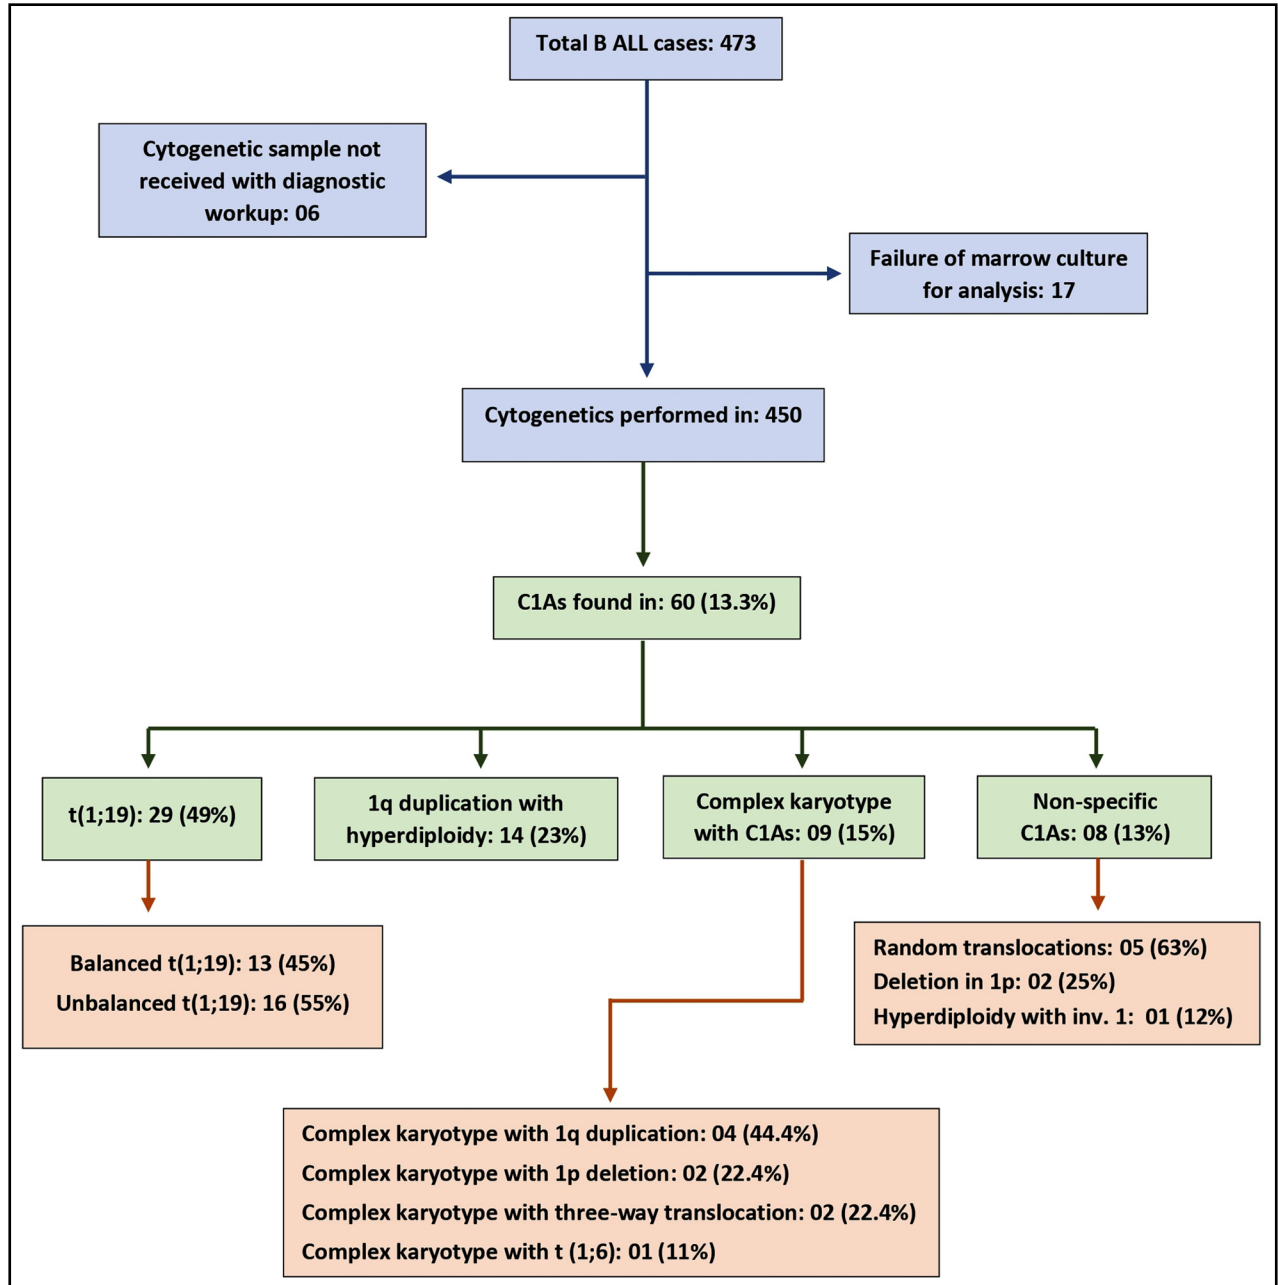 Total B ALL cases: 473
Cytogenetic sample not
received with diagnostic
workup: 06
Failure of marrow culture
for analysis: 17
Cytogenetics performed in: 450
C1As found in: 60 (13.3%)
t(1;19): 29 (49%)
1q duplication with
hyperdiploidy: 14 (23%)
Complex karyotype
with C1As: 09 (15%)
Non-specific
C1As: 08 (13%)
Balanced t(1;19): 13 (45%)
Unbalanced t(1;19): 16 (55%)
Random translocations: 05 (63%)
Deletion in 1p: 02 (25%)
Hyperdiploidy with inv. 1: 01 (12%)
Complex karyotype with 1q duplication: 04 (44.4%)
Complex karyotype with 1p deletion: 02 (22.4%)
Complex karyotype with three-way translocation: 02 (22.4%)
Complex karyotype with t (1;6): 01 (11%)